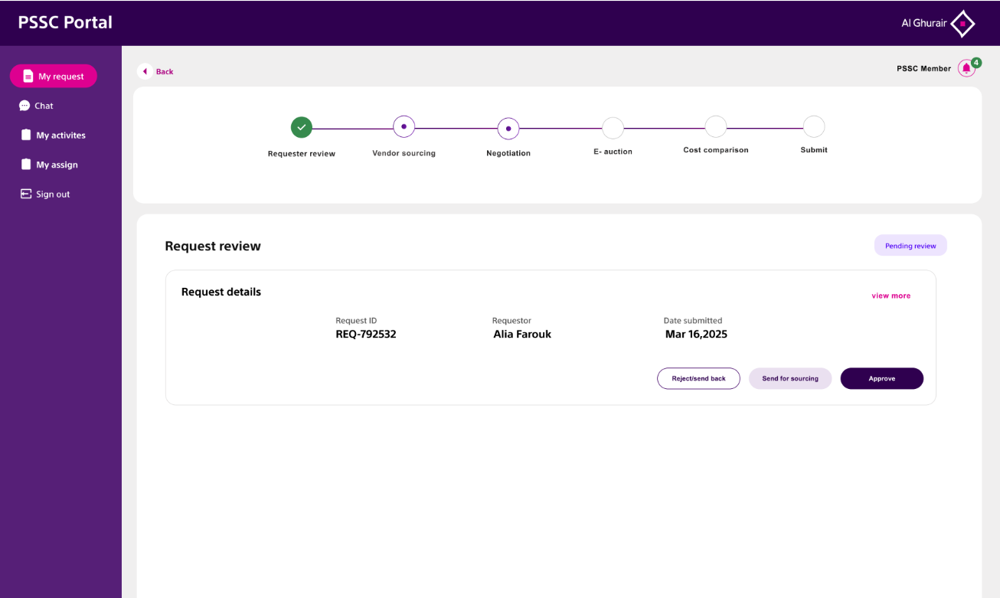 PSSC Portal
Al Ghurair
My request
Chat
My activites
My assign
Sign out
Back
PSSC Member
4
Requester review
Vendor sourcing
Negotiation
E- auction
Cost comparison
Submit
Request review
Pending review
Request details
view more
Request ID
REQ-792532
Requestor
Alia Farouk
Date submitted
Mar 16,2025
Reject/send back
Send for sourcing
Approve